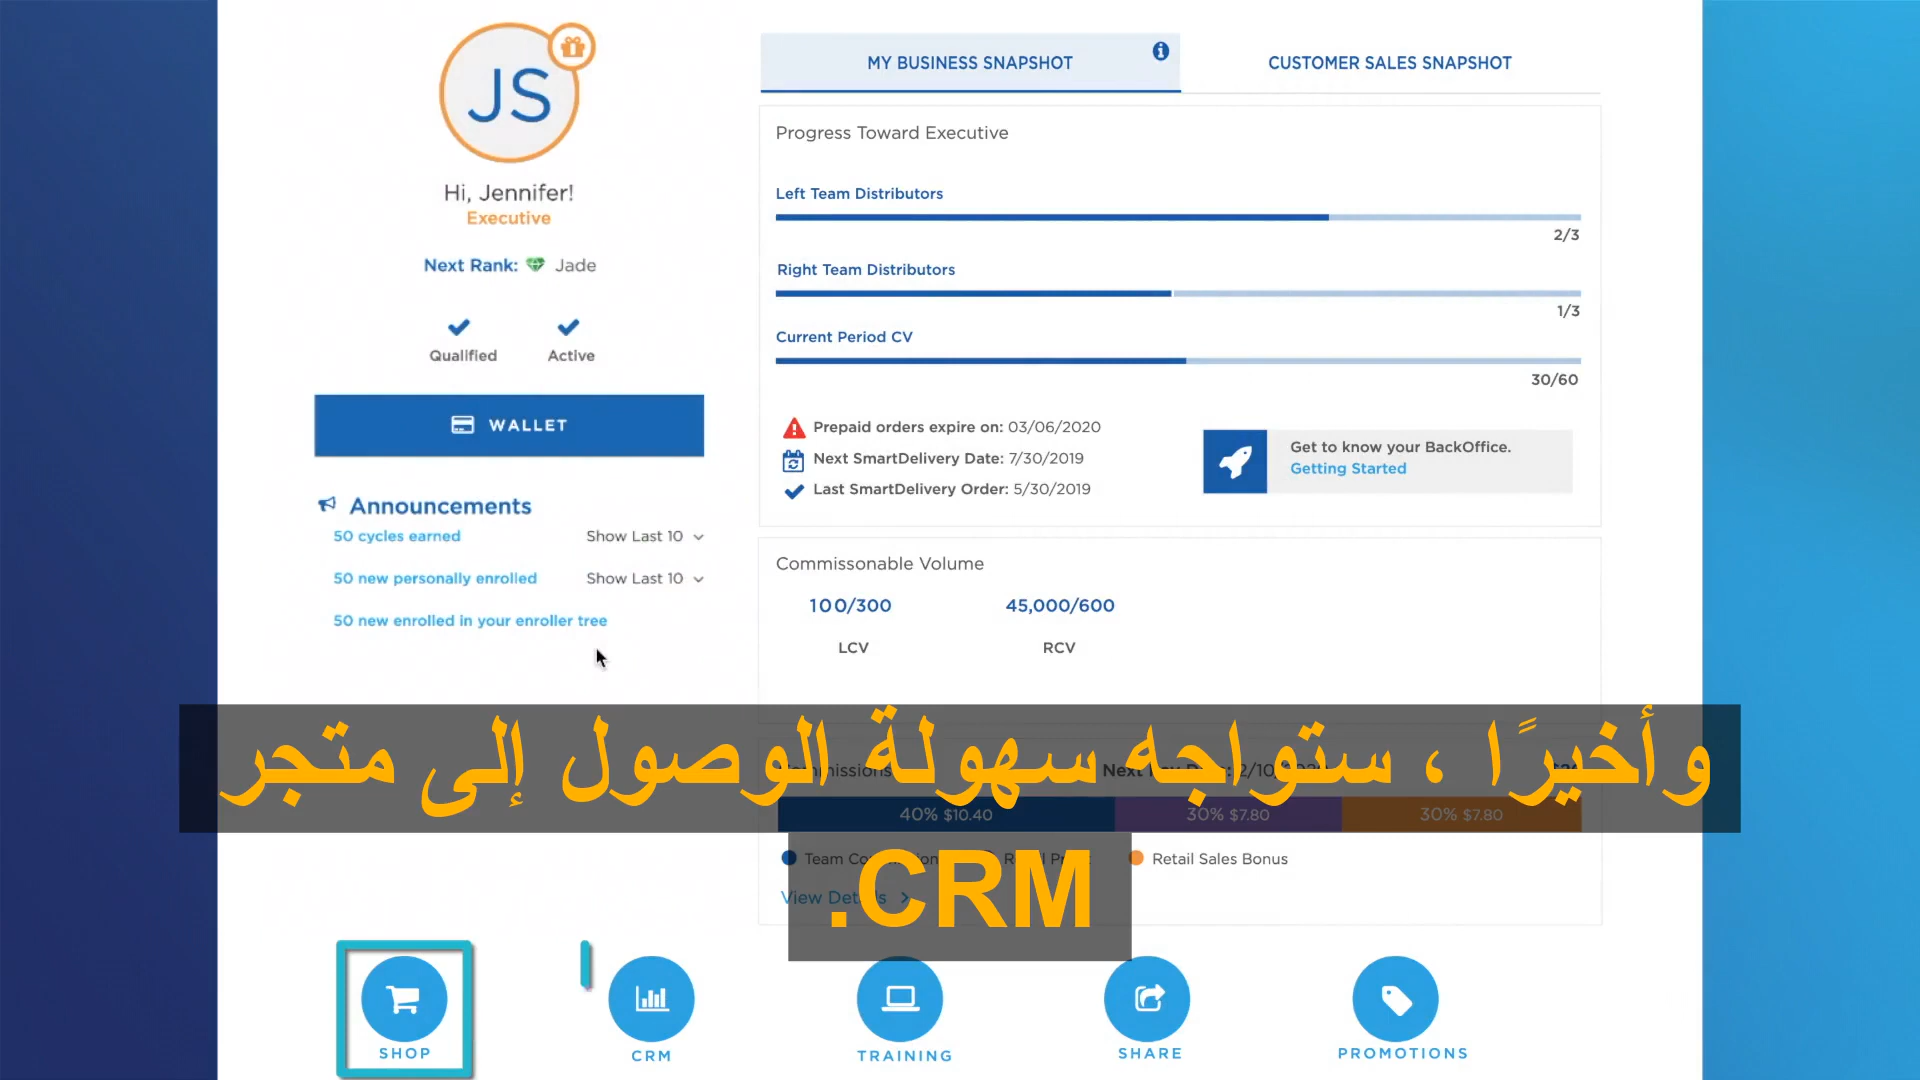 JS
Hi, Jennifer!
Executive
Next Rank: Jade
Qualified
Active
WALLET
Announcements
50 cycles earned
Show Last 10
50 new personally enrolled
Show Last 10
50 new enrolled in your enroller tree
MY BUSINESS SNAPSHOT
CUSTOMER SALES SNAPSHOT
Progress Toward Executive
Left Team Distributors
2/3
Right Team Distributors
1/3
Current Period CV
30/60
Prepaid orders expire on: 03/06/2020
Next SmartDelivery Date: 7/30/2019
Last SmartDelivery Order: 5/30/2019
Get to know your BackOffice.
Getting Started
Commissonable Volume
100/300
45,000/600
LCV
RCV
وأخيرًا ، ستواجه سهولة الوصول إلى متجر
CRM.
40% $10.40
30% $7.80
30% $7.80
Retail Sales Bonus
View
SHOP
CRM
TRAINING
SHARE
PROMOTIONS